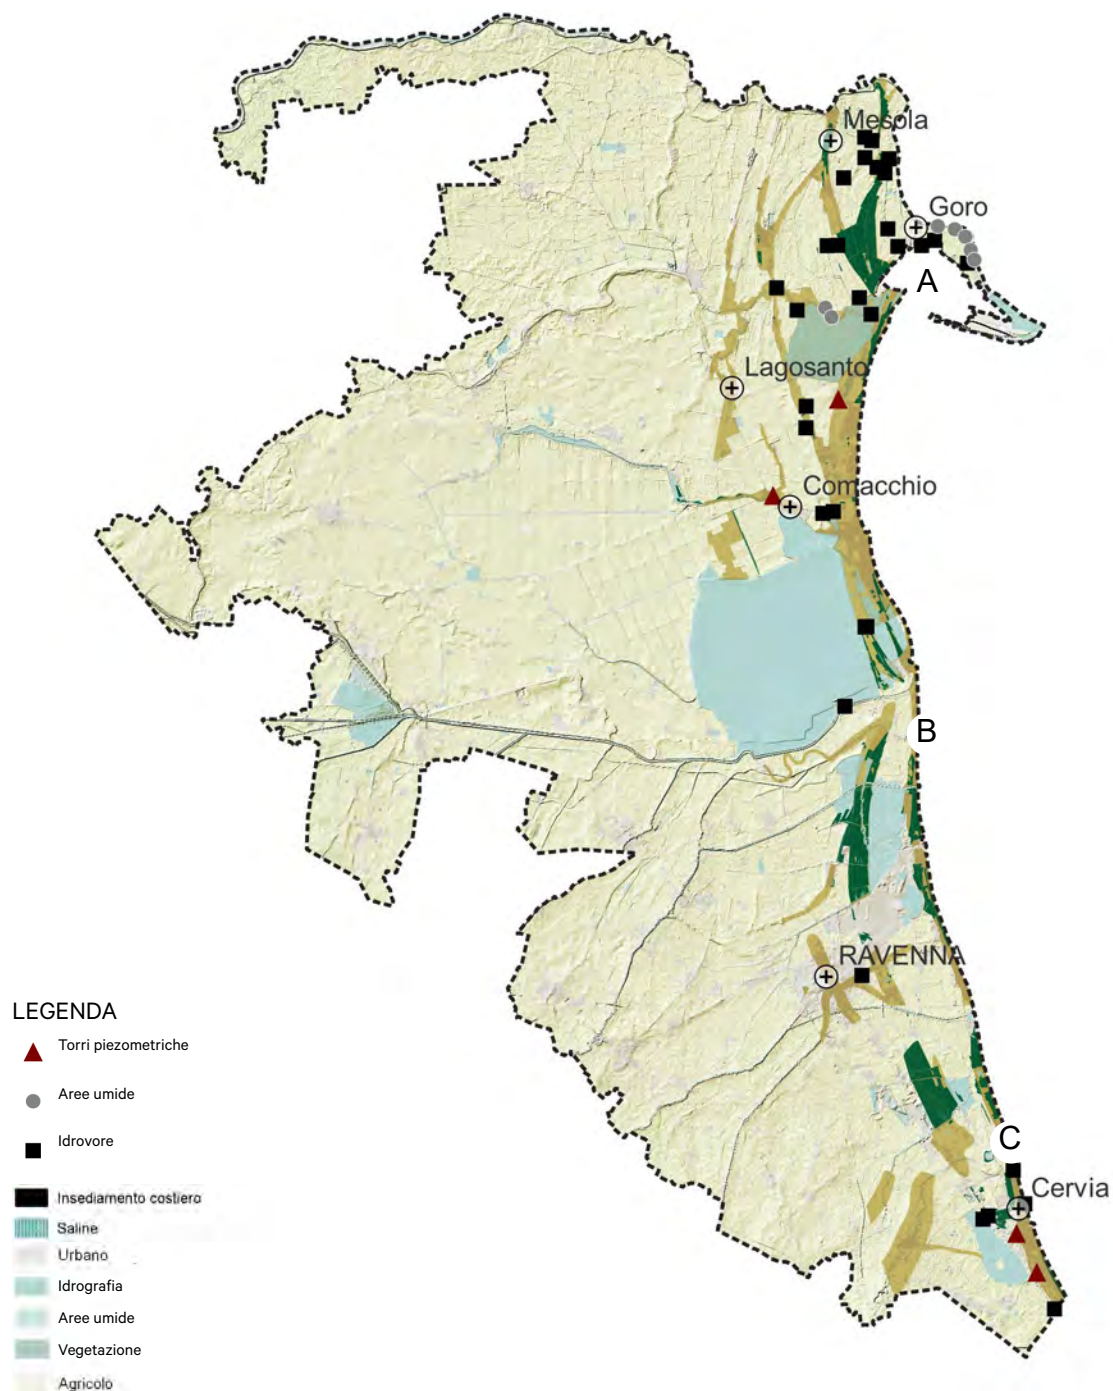 Mesola
Goro
A
Lagosanto
Comacchio
B
RAVENNA
C
Cervia
LEGENDA
Torri piezometriche
Aree umide
Idrovore
Insediamento costiero
Saline
Urbano
Idrografia
Aree umide
Vegetazione
Agricolo